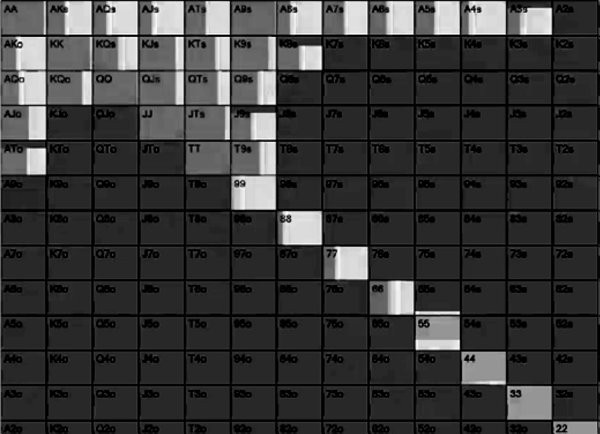 AA AKs AQs AJs ATs A9s A8s A7s A6s A5s A4s A3s A2s
AKo KK KQs KJs KTs K9s K8s K7s K6s K5s K4s K3s K2s
AQo KQo QQ QJs QTs Q9s Q8s Q7s Q6s Q5s Q4s Q3s Q2s
AJo KJo QJo JJ JTs J9s J8s J7s J6s J5s J4s J3s J2s
ATo KTo QTo JTo TT T9s T8s T7s T6s T5s T4s T3s T2s
A9o K9o Q9o J9o T9o 99 98s 97s 96s 95s 94s 93s 92s
A8o K8o Q8o J8o T8o 98o 88 87s 86s 85s 84s 83s 82s
A7o K7o Q7o J7o T7o 97o 87o 77 76s 75s 74s 73s 72s
A6o K6o Q6o J6o T6o 96o 86o 76o 66 65s 64s 63s 62s
A5o K5o Q5o J5o T5o 95o 85o 75o 65o 55 54s 53s 52s
A4o K4o Q4o J4o T4o 94o 84o 74o 64o 54o 44 43s 42s
A3o K3o Q3o J3o T3o 93o 83o 73o 63o 53o 43o 33 32s
A2o K2o Q2o J2o T2o 92o 82o 72o 62o 52o 42o 32o 22